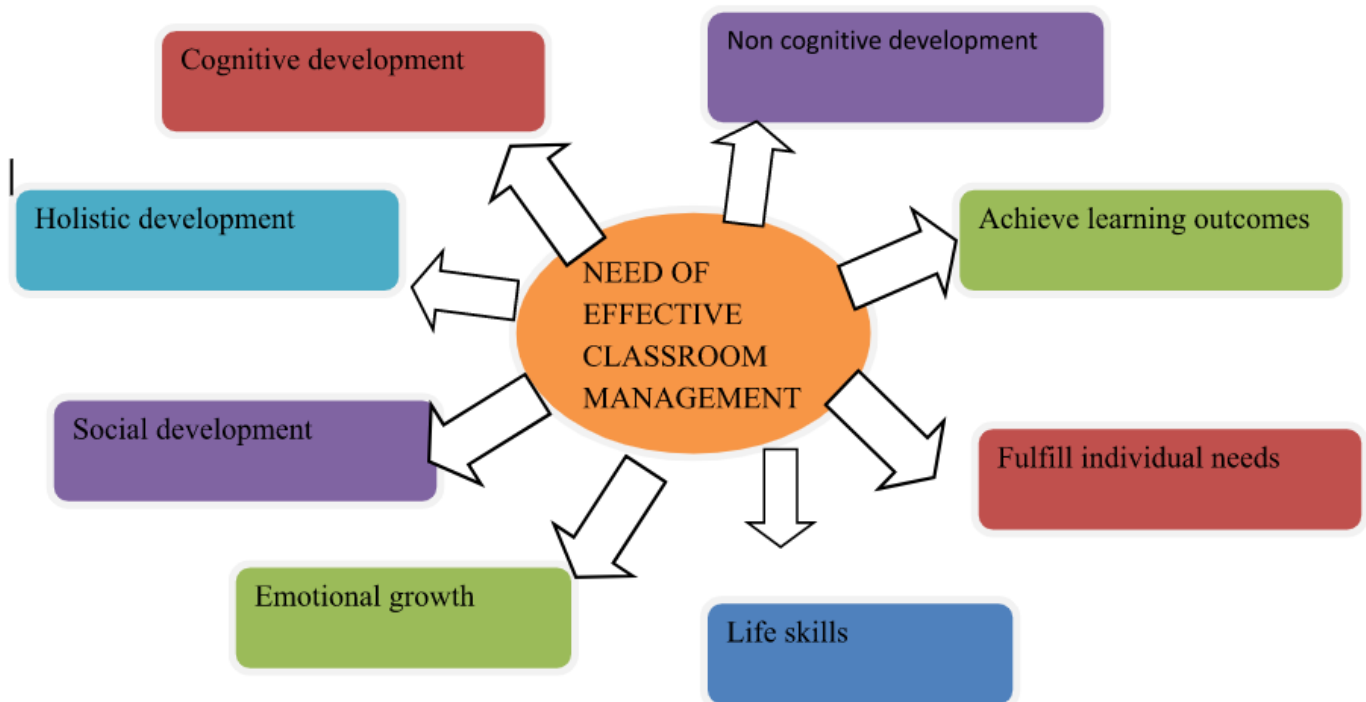 Cognitive development
Non cognitive development
Holistic development
Achieve learning outcomes
NEED OF
EFFECTIVE
CLASSROOM
MANAGEMENT
Social development
Fulfill individual needs
Emotional growth
Life skills